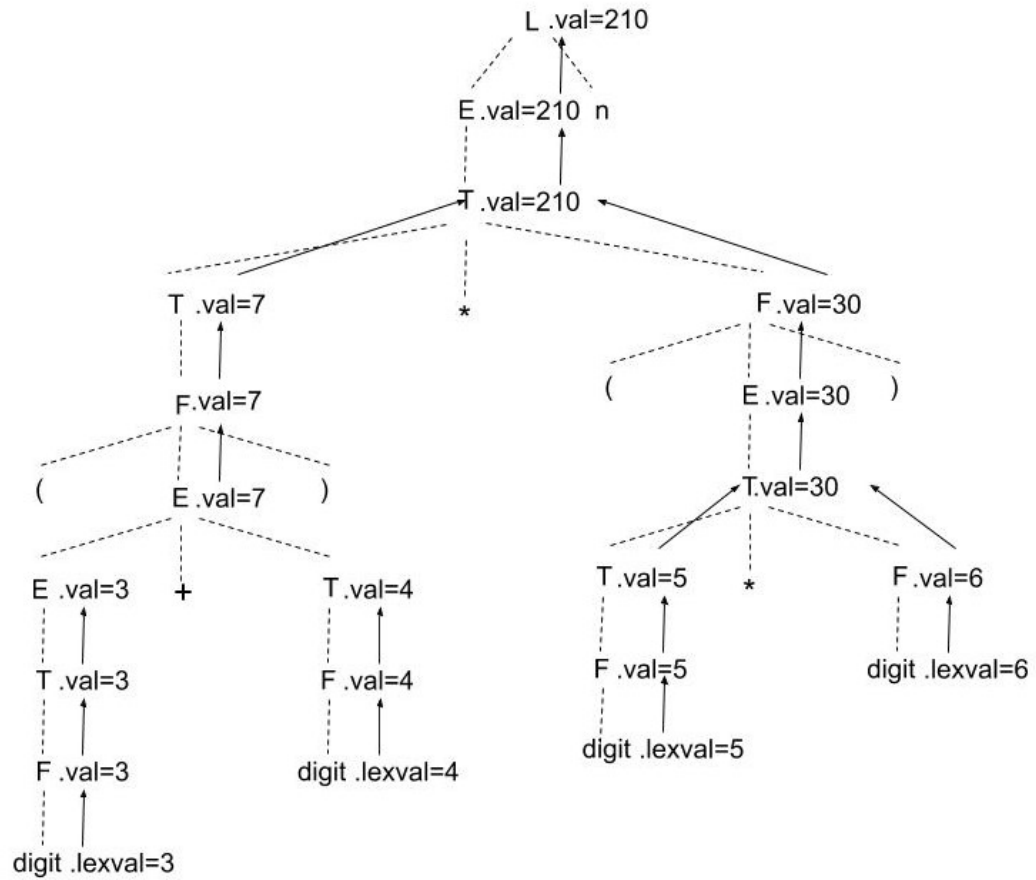 L .val=210
E .val=210 n
T .val=210
T .val=7 * F .val=30
( E .val=30 )
F.val=7
( E .val=7 ) T.val=30
E .val=3 + T .val=4 T .val=5 * F .val=6
T .val=3 F .val=4 F .val=5 digit .lexval=6
F .val=3 digit .lexval=4 digit .lexval=5
digit .lexval=3